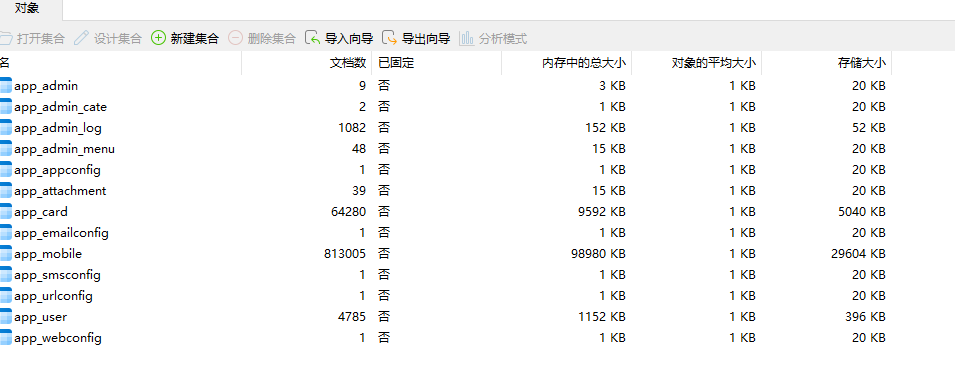 对象
打开集合 设计集合 新建集合 删除集合 导入向导 导出向导 分析模式
名 文档数 已固定 内存中的总大小 对象的平均大小 存储大小
app_admin 9 否 3 KB 1 KB 20 KB
app_admin_cate 2 否 1 KB 1 KB 20 KB
app_admin_log 1082 否 152 KB 1 KB 52 KB
app_admin_menu 48 否 15 KB 1 KB 20 KB
app_appconfig 1 否 1 KB 1 KB 20 KB
app_attachment 39 否 15 KB 1 KB 20 KB
app_card 64280 否 9592 KB 1 KB 5040 KB
app_emailconfig 1 否 1 KB 1 KB 20 KB
app_mobile 813005 否 98980 KB 1 KB 29604 KB
app_smsconfig 1 否 1 KB 1 KB 20 KB
app_urlconfig 1 否 1 KB 1 KB 20 KB
app_user 4785 否 1152 KB 1 KB 396 KB
app_webconfig 1 否 1 KB 1 KB 20 KB